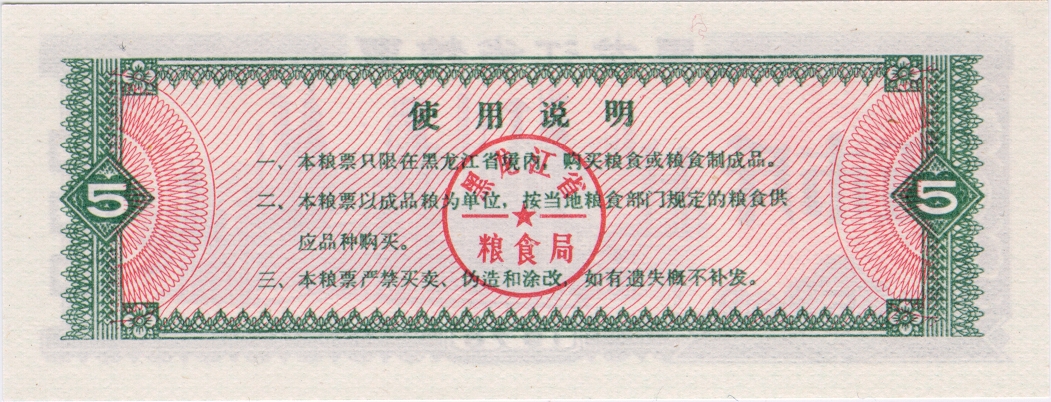 使用说明
一、本粮票只限在黑龙江省境内，购买粮食或粮食制成品。
二、本粮票以成品粮为单位，按当地粮食部门规定的粮食供
应品种购买。
三、本粮票严禁买卖、伪造和涂改，如有遗失概不补发。
黑龙江省
粮食局
5
5